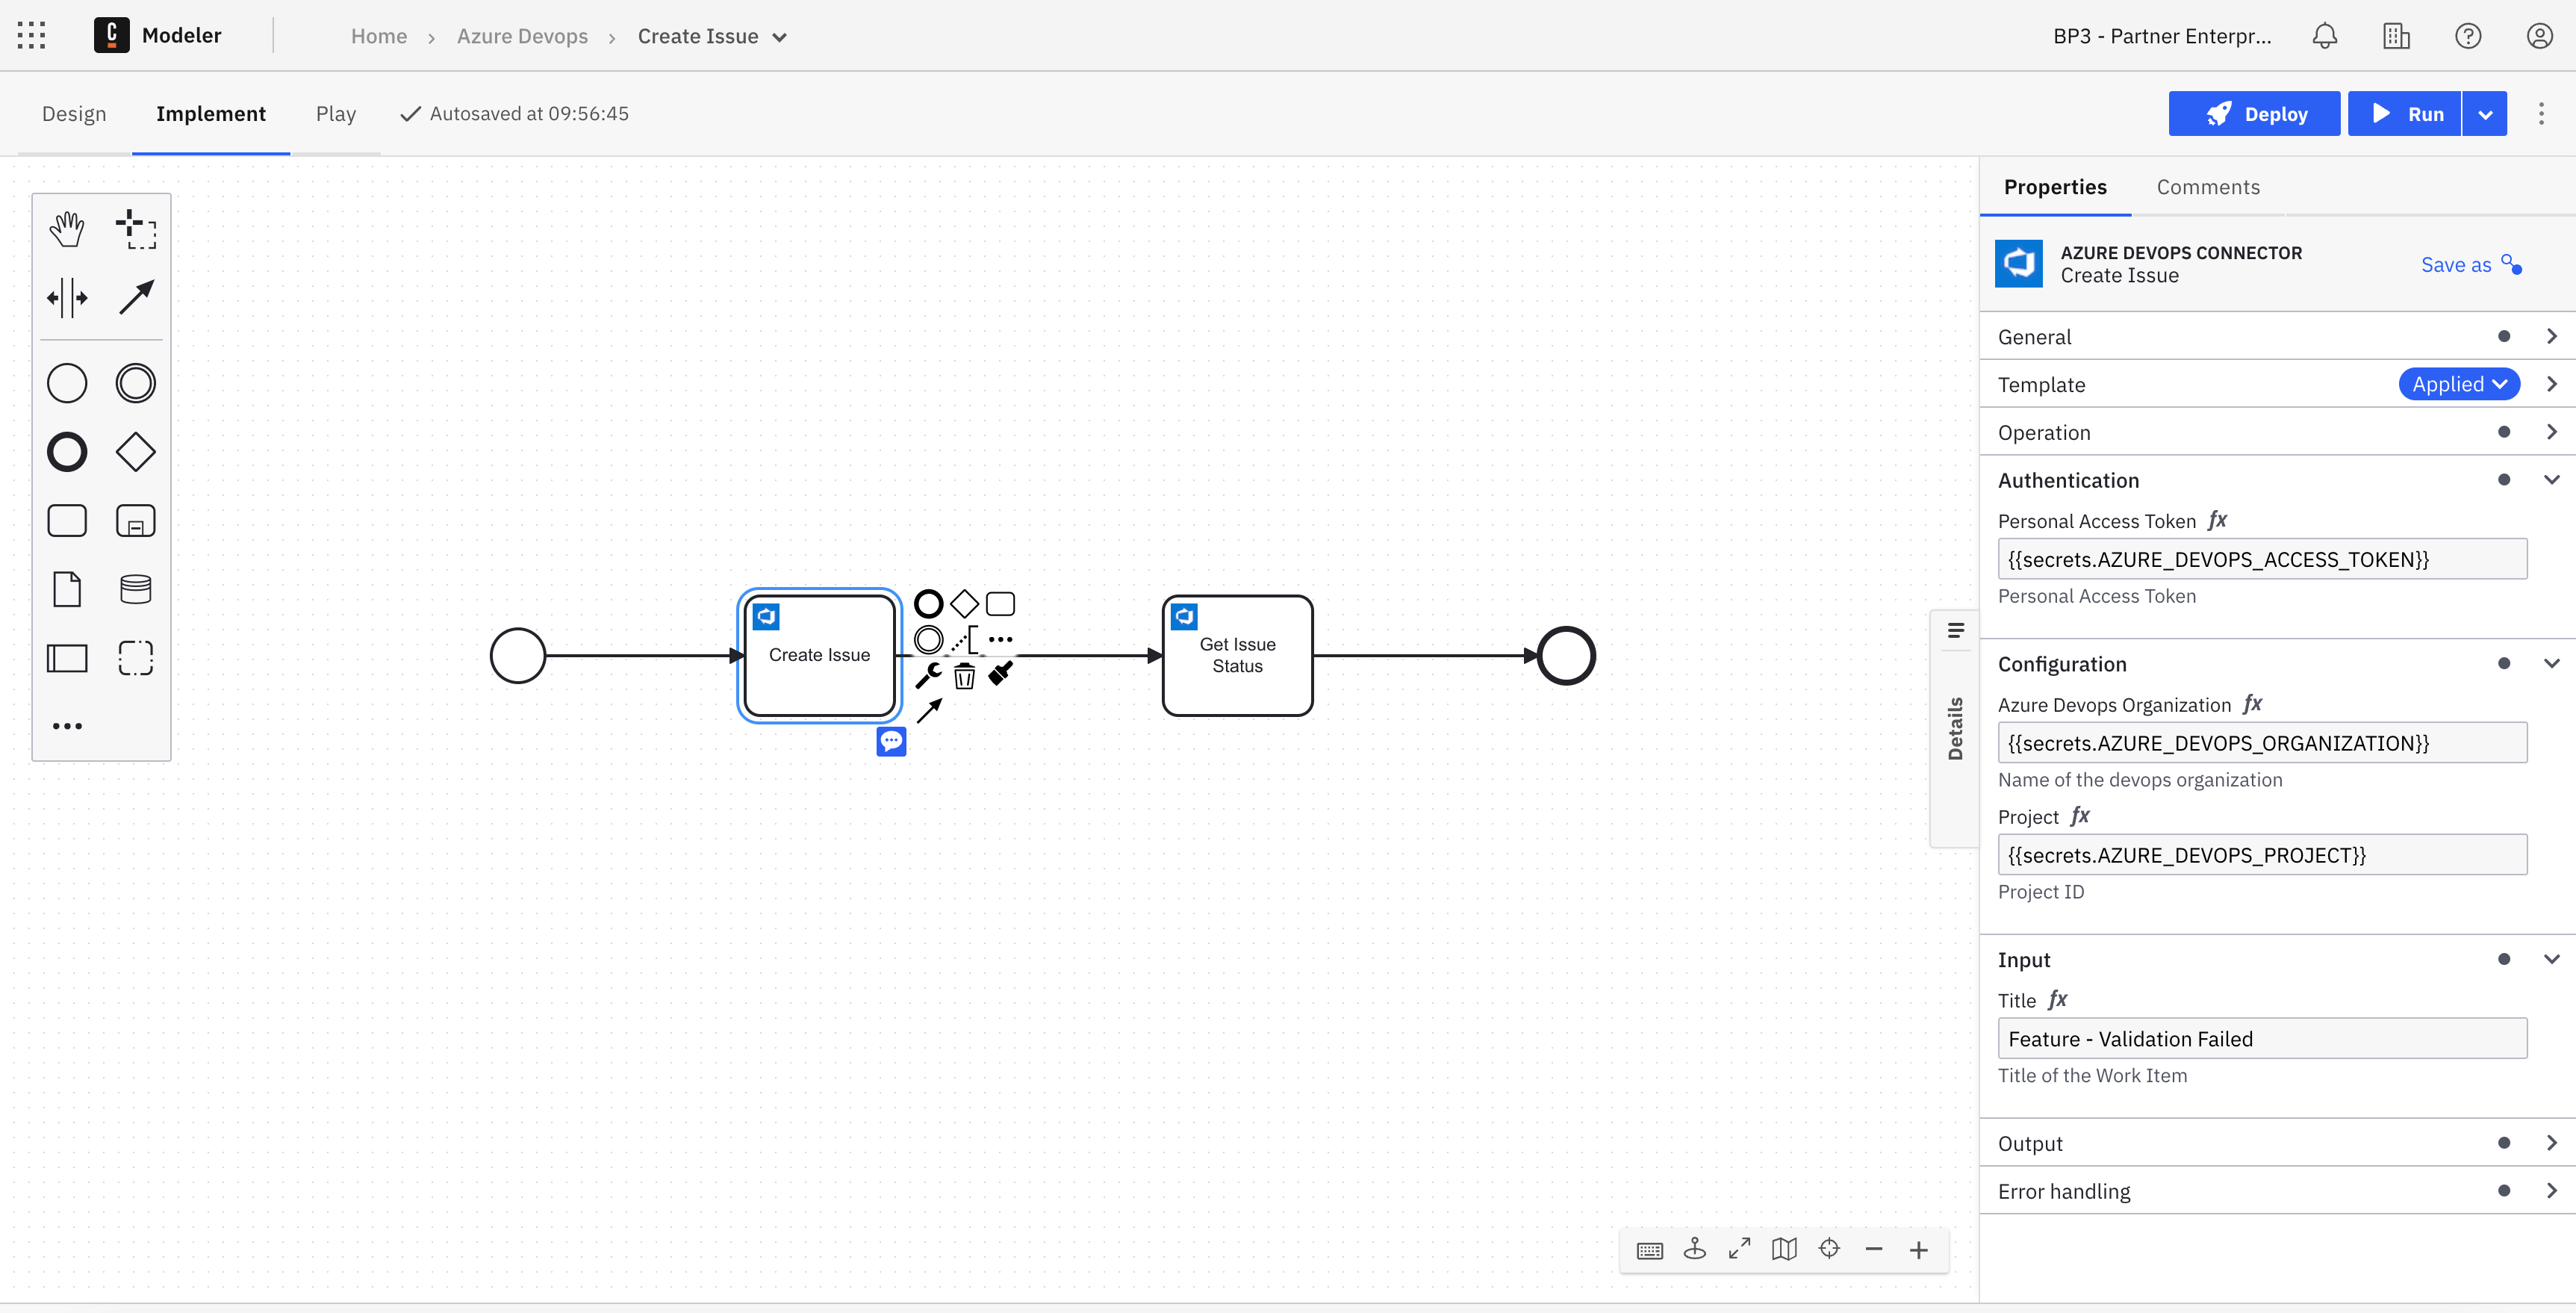 Modeler
Home
Azure Devops
Create Issue
BP3 - Partner Enterpr...
Design
Implement
Play
Autosaved at 09:56:45
Deploy
Run
Create Issue
Get Issue
Status
Details
Properties
Comments
AZURE DEVOPS CONNECTOR
Create Issue
Save as
General
Template
Applied
Operation
Authentication
Personal Access Token fx
{{secrets.AZURE_DEVOPS_ACCESS_TOKEN}}
Personal Access Token
Configuration
Azure Devops Organization fx
{{secrets.AZURE_DEVOPS_ORGANIZATION}}
Name of the devops organization
Project fx
{{secrets.AZURE_DEVOPS_PROJECT}}
Project ID
Input
Title fx
Feature - Validation Failed
Title of the Work Item
Output
Error handling